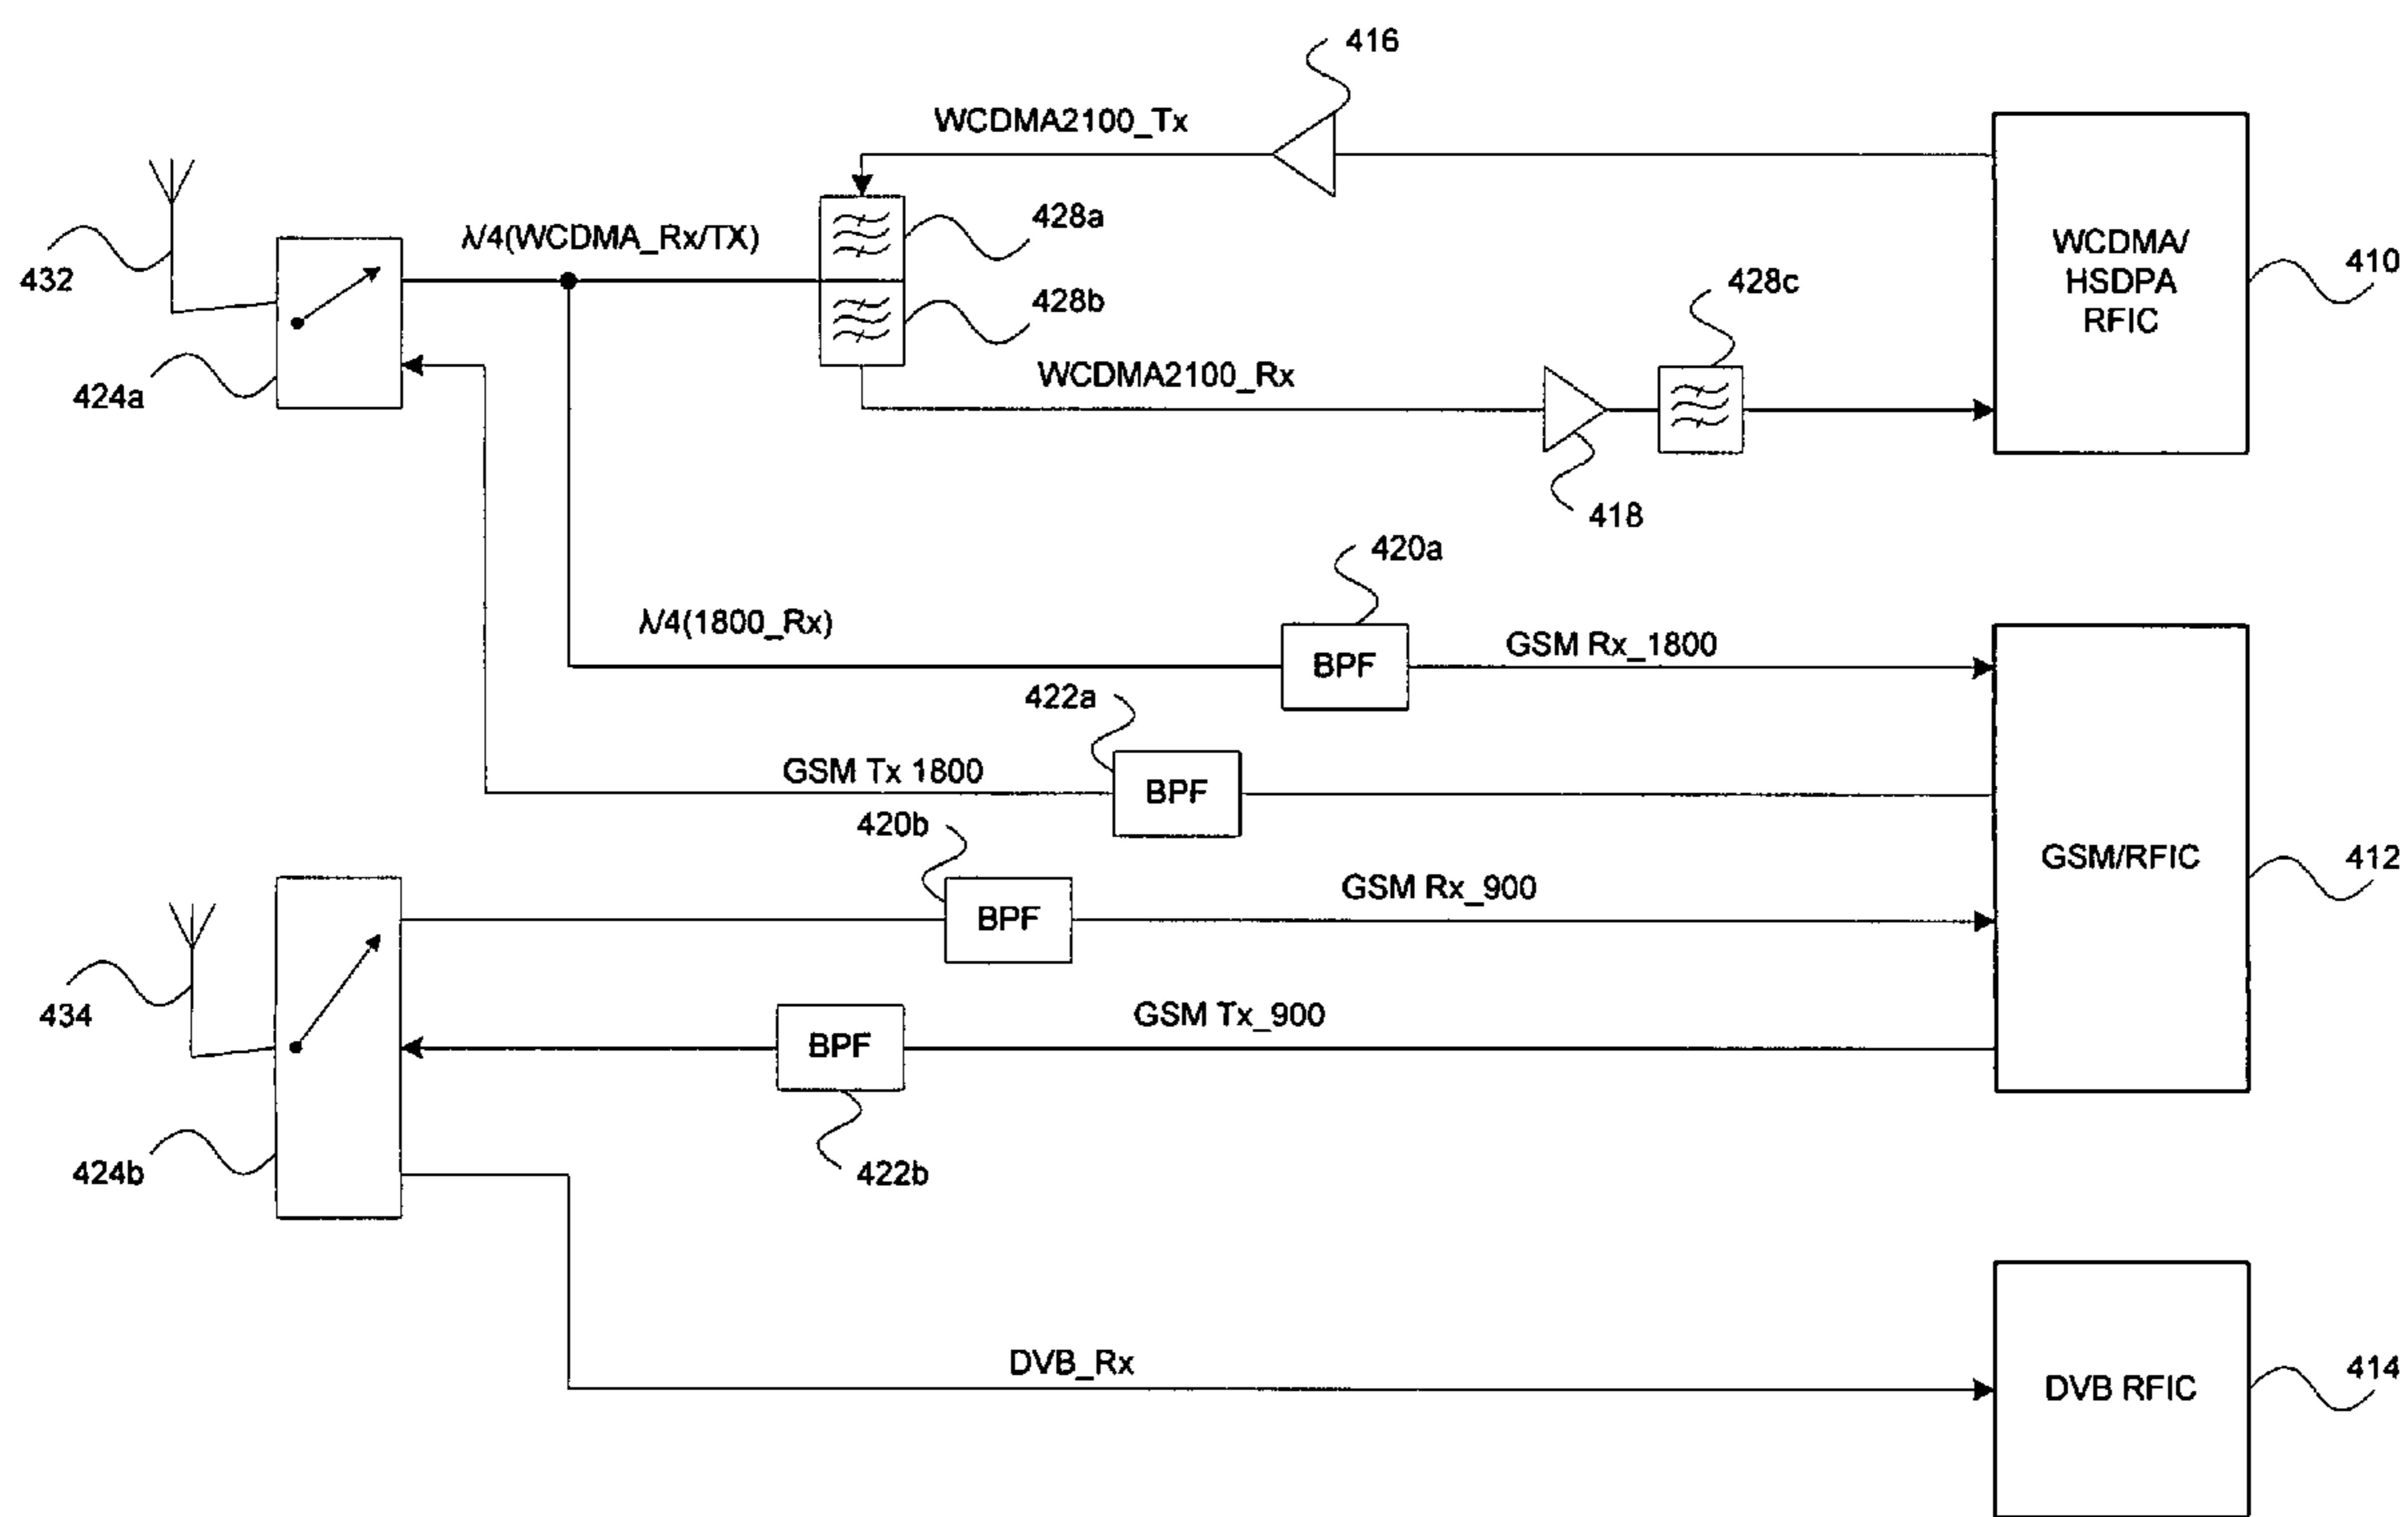 416
WCDMA2100_Tx
428a
λ/4(WCDMA_Rx/TX)
432
WCDMA/
HSDPA
RFIC
410
428b
428c
424a
WCDMA2100_Rx
418
420a
λ/4(1800_Rx)
BPF
GSM Rx_1800
422a
GSM Tx 1800
BPF
420b
GSM/RFIC
412
BPF
GSM Rx_900
434
BPF
GSM Tx_900
424b
422b
DVB_Rx
DVB RFIC
414